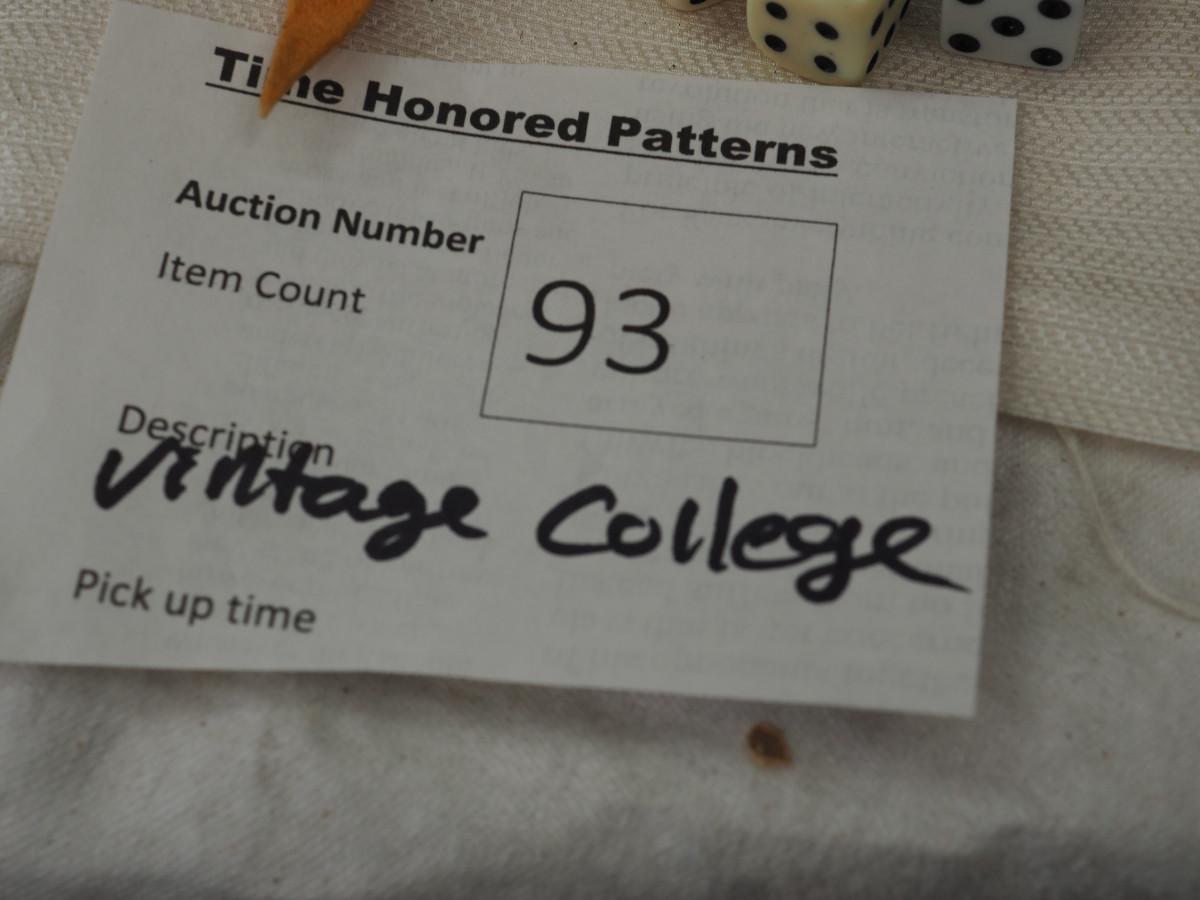 Time Honored Patterns
Auction Number
Item Count
93
Description
vintage College
Pick up time